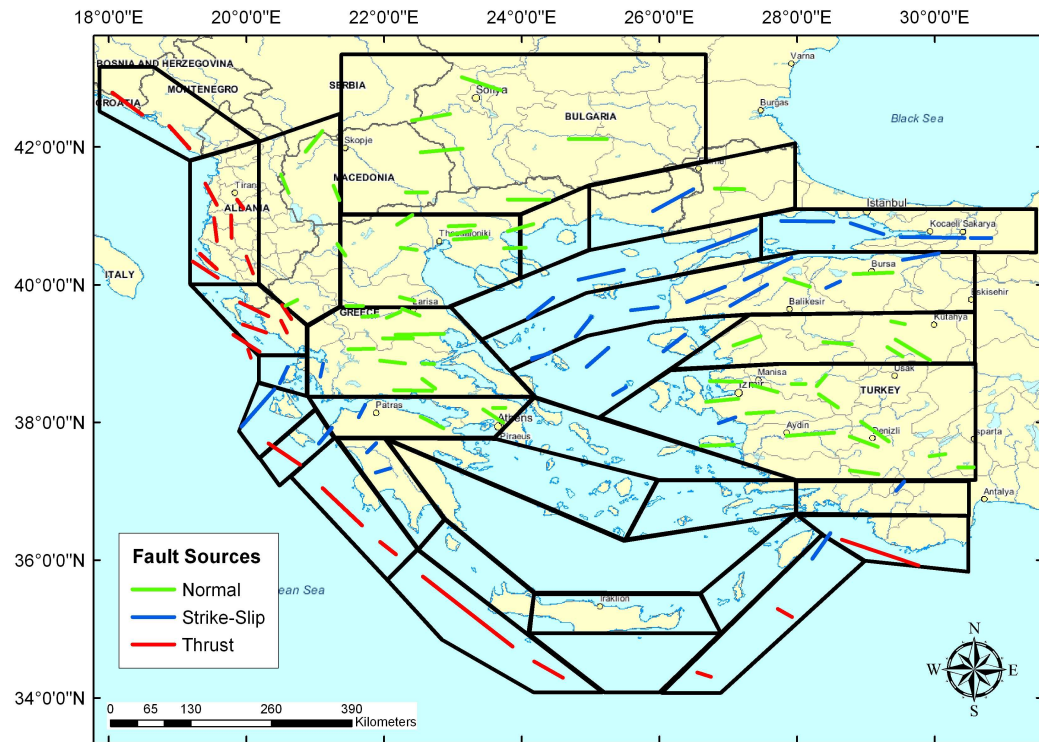 18°0'0"E 20°0'0"E 22°0'0"E 24°0'0"E 26°0'0"E 28°0'0"E 30°0'0"E
42°0'0"N
40°0'0"N
38°0'0"N
36°0'0"N
34°0'0"N
BOSNIA AND HERZEGOVINA
CROATIA
MONTENEGRO
SERBIA
Sofiya
BULGARIA
Varna
Burgas
Black Sea
Skopje
MACEDONIA
Tirana
ALBANIA
ITALY
Thessaloniki
Istanbul
Kocaeli Sakarya
Bursa
Eskisehir
Balikesir
Kutahya
GREECE
Larisa
Manisa
Usak
Izmir
TURKEY
Patras
Athens
Piraeus
Aydin
Denizli
Isparta
Antalya
Iraklion
ean Sea
Fault Sources
Normal
Strike-Slip
Thrust
0 65 130 260 390
Kilometers
N
W E
S